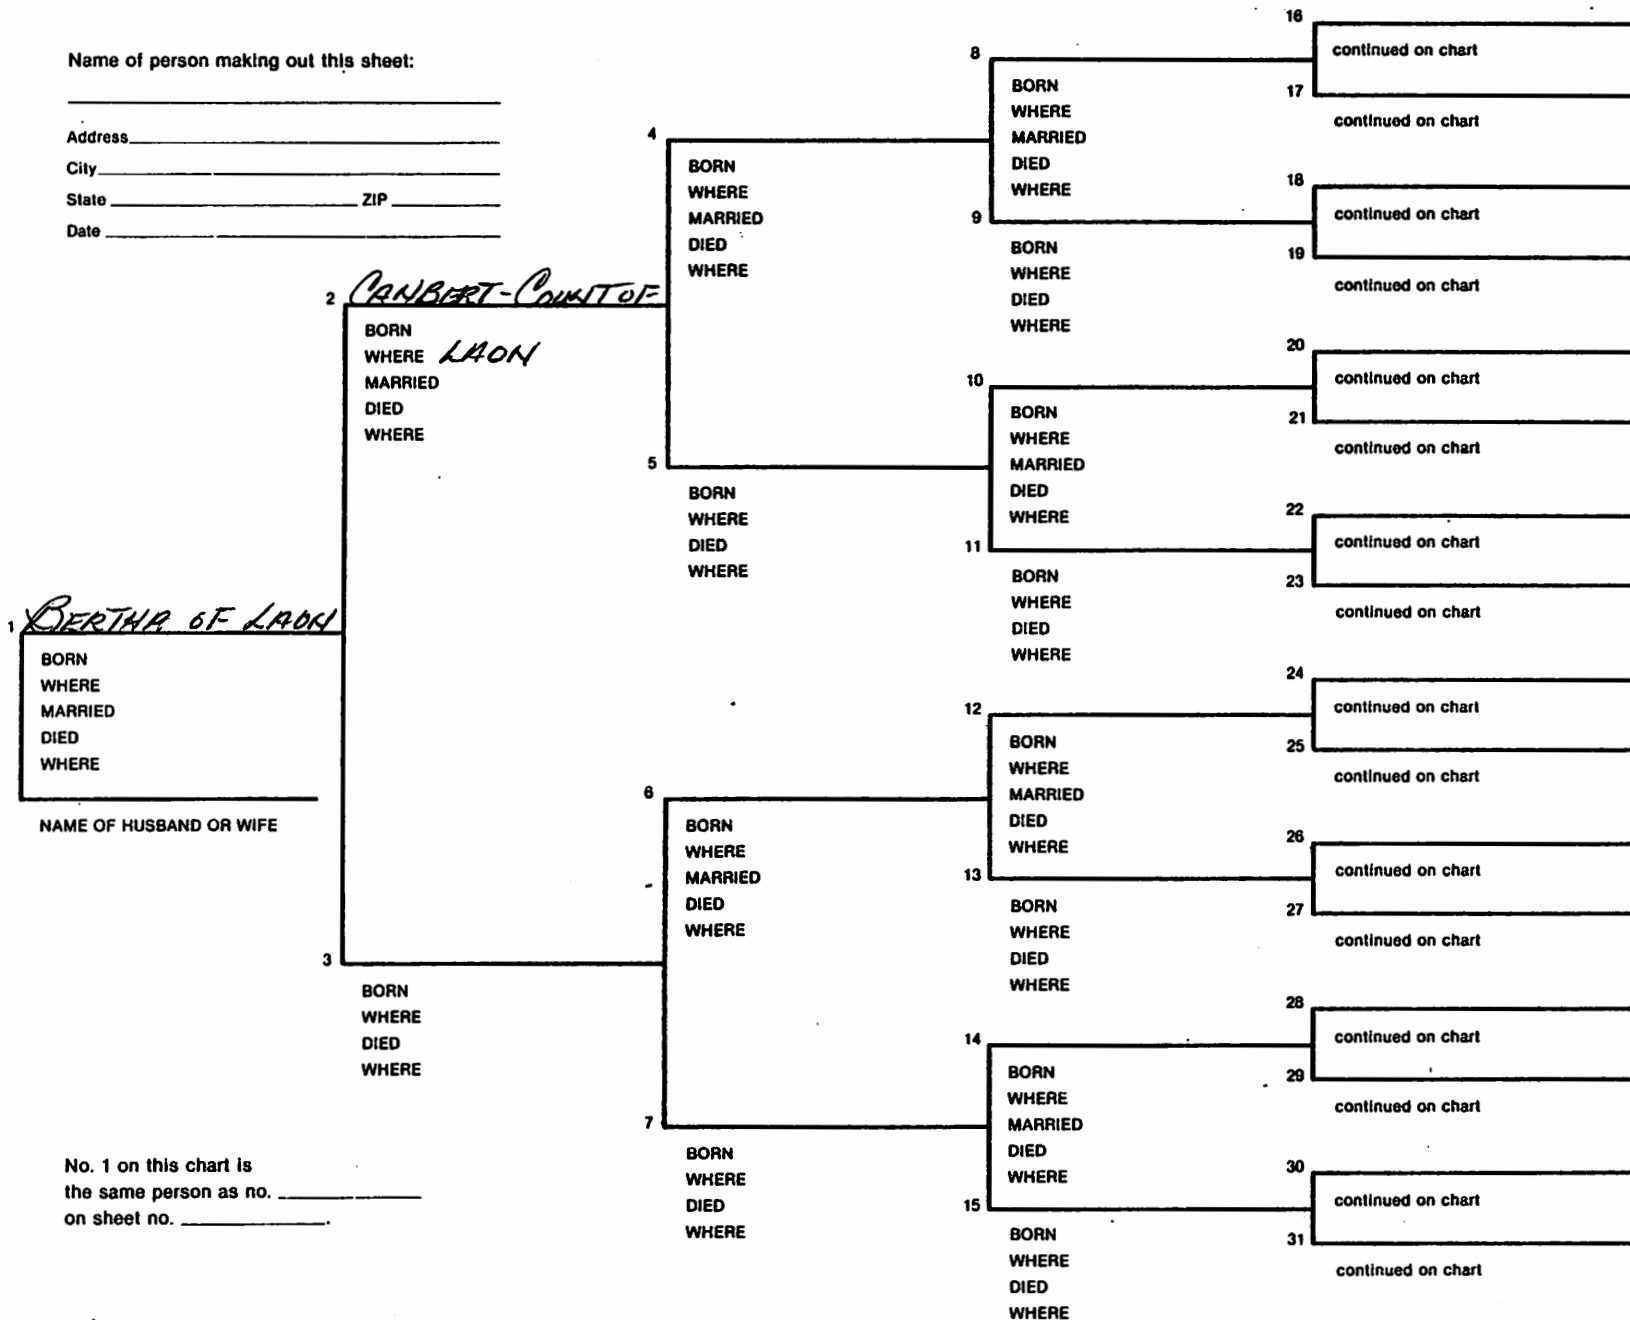 Name of person making out this sheet:
Address
City
State ZIP
Date
1 BERTHA OF LAON
BORN
WHERE
MARRIED
DIED
WHERE
NAME OF HUSBAND OR WIFE
No. 1 on this chart is
the same person as no.
on sheet no. .
2 CANBERT-COUNT OF
BORN
WHERE LAON
MARRIED
DIED
WHERE
3
BORN
WHERE
DIED
WHERE
4
BORN
WHERE
MARRIED
DIED
WHERE
5
BORN
WHERE
DIED
WHERE
6
BORN
WHERE
MARRIED
DIED
WHERE
7
BORN
WHERE
DIED
WHERE
8
BORN
WHERE
MARRIED
DIED
WHERE
9
BORN
WHERE
DIED
WHERE
10
BORN
WHERE
MARRIED
DIED
WHERE
11
BORN
WHERE
DIED
WHERE
12
BORN
WHERE
MARRIED
DIED
WHERE
13
BORN
WHERE
DIED
WHERE
14
BORN
WHERE
MARRIED
DIED
WHERE
15
BORN
WHERE
DIED
WHERE
16
continued on chart
17
continued on chart
18
continued on chart
19
continued on chart
20
continued on chart
21
continued on chart
22
continued on chart
23
continued on chart
24
continued on chart
25
continued on chart
26
continued on chart
27
continued on chart
28
continued on chart
29
continued on chart
30
continued on chart
31
continued on chart